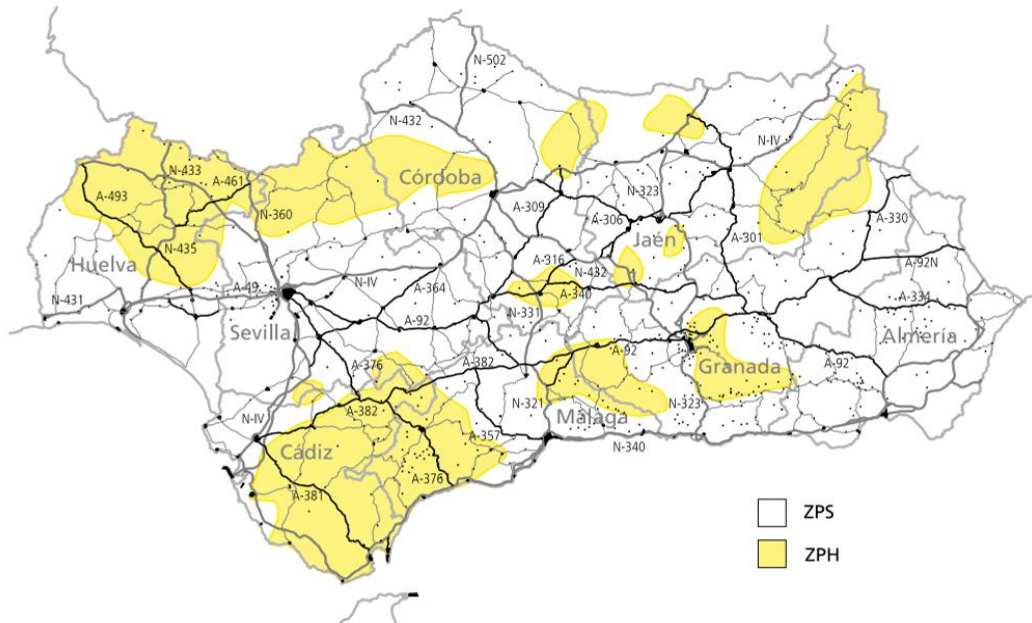 N-502
N-432
N-IV
N-433
A-461
Córdoba
N-323
A-493
N-360
A-309
A-306
A-330
N-435
Jaén
A-301
A-316
N-432
A-92N
Huelva
A-49
N-IV
A-364
A-340
A-334
N-431
N-331
Sevilla
A-92
Almería
A-376
A-382
A-92
Granada
A-92
A-382
N-321
N-323
N-IV
Málaga
Cádiz
A-357
N-340
A-376
A-381
ZPS
ZPH